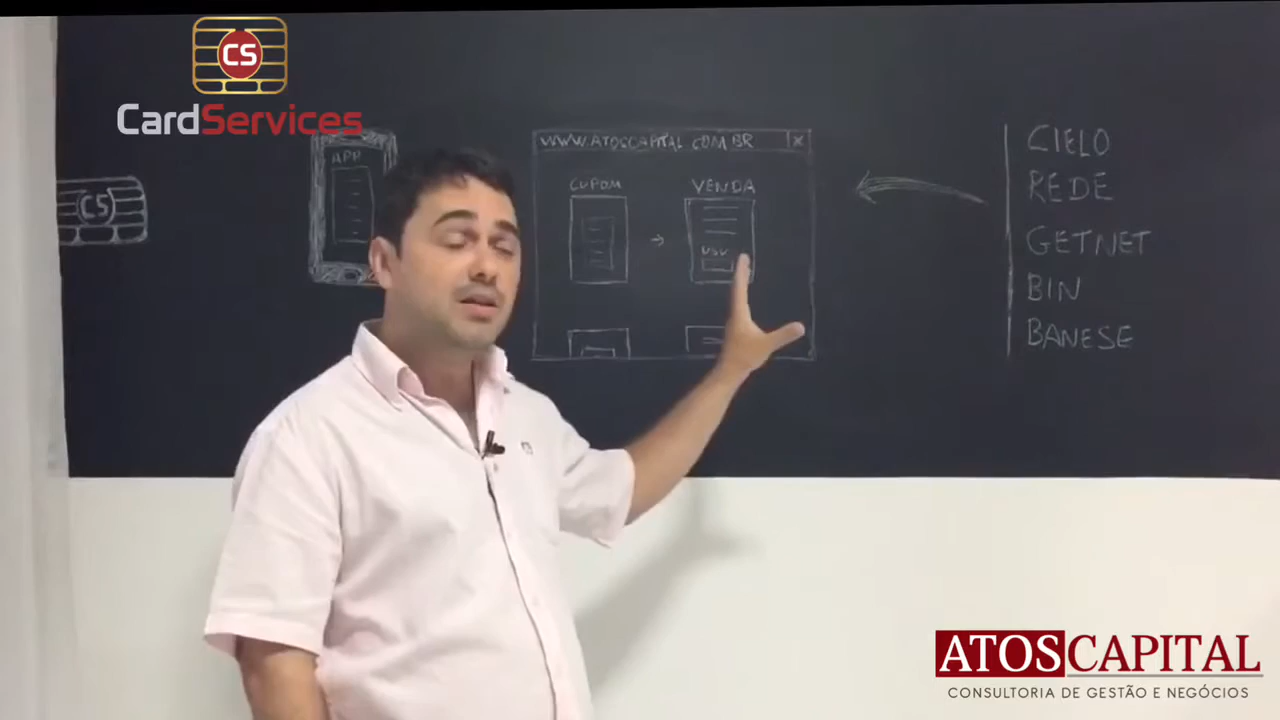 CS
CardServices
CS
APP
WWW.ATOSCAPITAL.COM.BR X
CUPOM
VENDA
NSU
CIELO
REDE
GETNET
BIN
BANESE
ATOSCAPITAL
CONSULTORIA DE GESTÃO E NEGÓCIOS